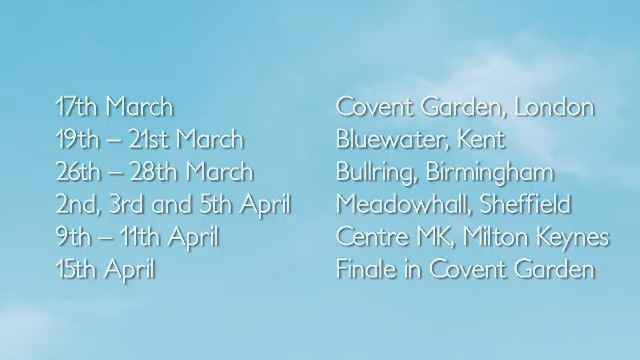 17th March Covent Garden, London
19th – 21st March Bluewater, Kent
26th – 28th March Bullring, Birmingham
2nd, 3rd and 5th April Meadowhall, Sheffield
9th – 11th April Centre MK, Milton Keynes
15th April Finale in Covent Garden